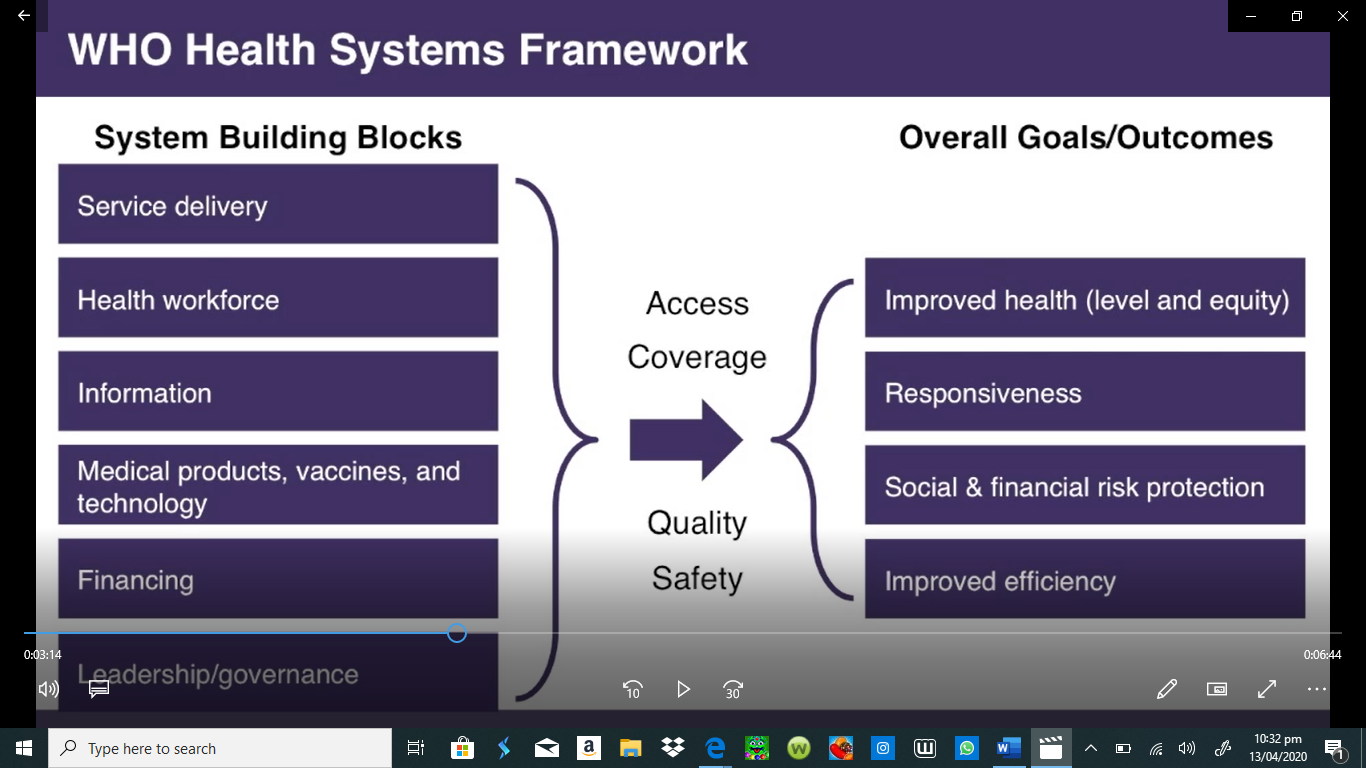 WHO Health Systems Framework
System Building Blocks
Service delivery
Health workforce
Information
Medical products, vaccines, and
technology
Financing
Leadership/governance
Access
Coverage
Quality
Safety
Overall Goals/Outcomes
Improved health (level and equity)
Responsiveness
Social & financial risk protection
Improved efficiency
0:03:14
0:06:44
10
30
Type here to search
a
W
W
10:32 pm
13/04/2020
1